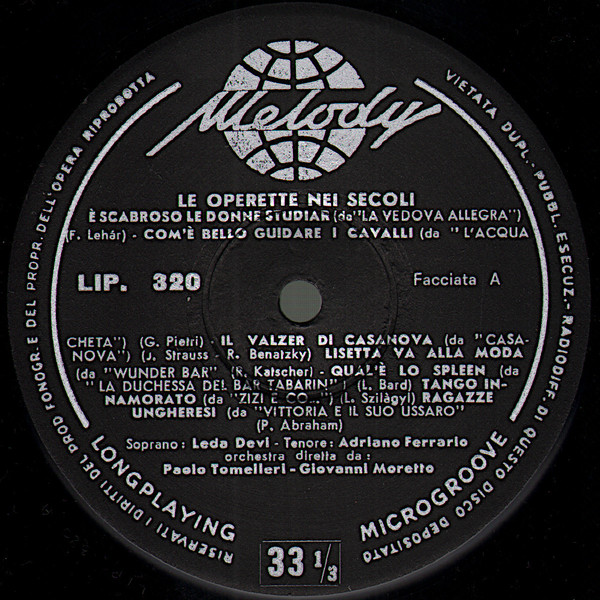 Melody
LE OPERETTE NEI SECOLI
È SCABROSO LE DONNE STUDIAR (da "LA VEDOVA ALLEGRA")
(F. Lehár) - COM'È BELLO GUIDARE I CAVALLI (da " L'ACQUA
LIP. 320
Facciata A
CHETA") (G. Pietri) - IL VALZER DI CASANOVA (da "CASA-
NOVA") (J. Strauss - R. Benatzky) LISETTA VA ALLA MODA
(da "WUNDER BAR" (R. Katscher) - QUAL'È LO SPLEEN (da
" LA DUCHESSA DEL BAL TABARIN" (L. Bard) TANGO IN-
NAMORATO (da "ZIZI E CO...") (L. Szilàgyi) RAGAZZE
UNGHERESI (da "VITTORIA E IL SUO USSARO"
(P. Abraham)
Soprano: Leda Devi - Tenore: Adriano Ferrario
orchestra diretta da :
Paolo Tomelleri - Giovanni Moretto
LONGPLAYING
MICROGROOVE
33 1/3
RISERVATI I DIRITTI DEL PROD FONOGR. E DEL PROPR. DELL'OPERA RIPRODOTTA
VIETATA DUPL. - PUBBL. ESECUZ. - RADIODIFF. DI QUESTO DISCO DEPOSITATO